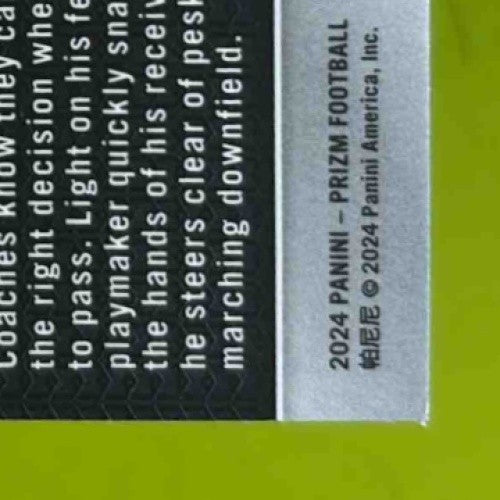 Coaches know they ca
the right decision whe
to pass. Light on his fe
playmaker quickly sna
the hands of his receiv
he steers clear of pesk
marching downfield.
2024 PANINI – PRIZM FOOTBALL
帕尼尼 © 2024 Panini America, Inc.